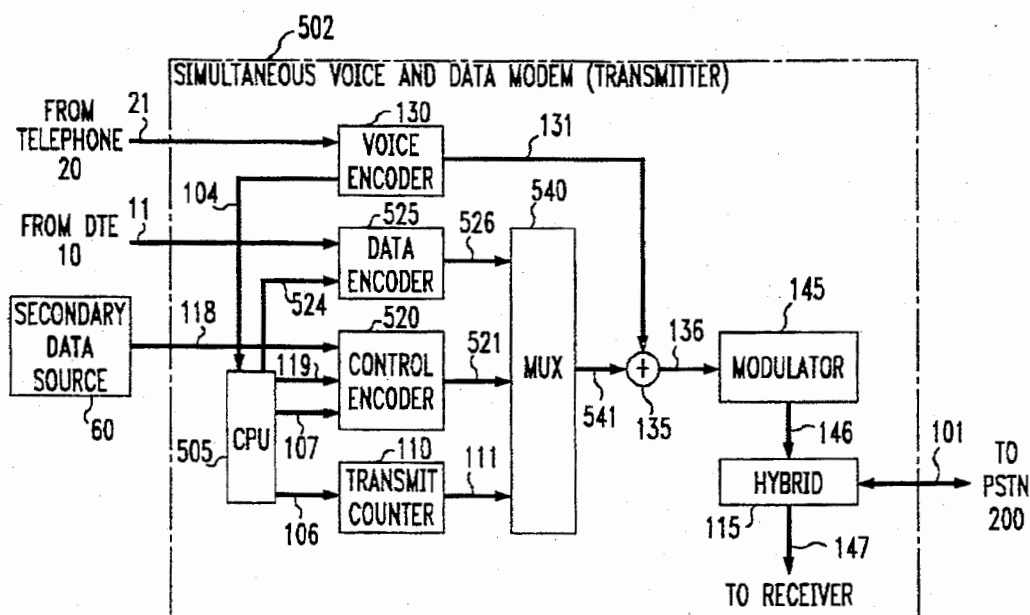 502
SIMULTANEOUS VOICE AND DATA MODEM (TRANSMITTER)
FROM
TELEPHONE
20
21
130
VOICE
ENCODER
131
104
FROM DTE
10
11
525
DATA
ENCODER
526
540
524
SECONDARY
DATA
SOURCE
60
118
520
CONTROL
ENCODER
521
119
107
MUX
541
+
135
136
145
MODULATOR
146
505
CPU
110
TRANSMIT
COUNTER
111
106
HYBRID
115
101
TO
PSTN
200
147
TO RECEIVER